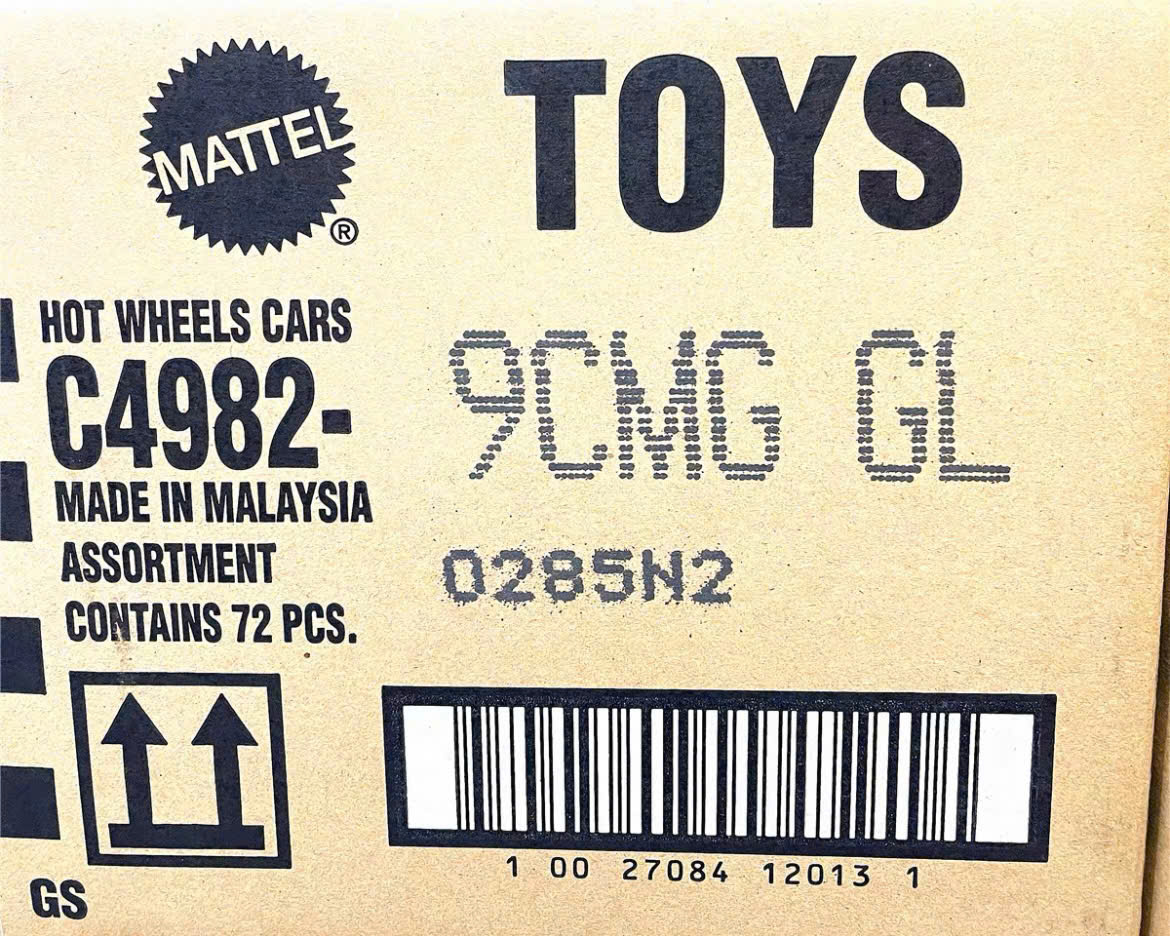 MATTEL
®
TOYS
HOT WHEELS CARS
C4982-
MADE IN MALAYSIA
ASSORTMENT
CONTAINS 72 PCS.
9CMG GL
0285N2
1 00 27084 12013 1
GS